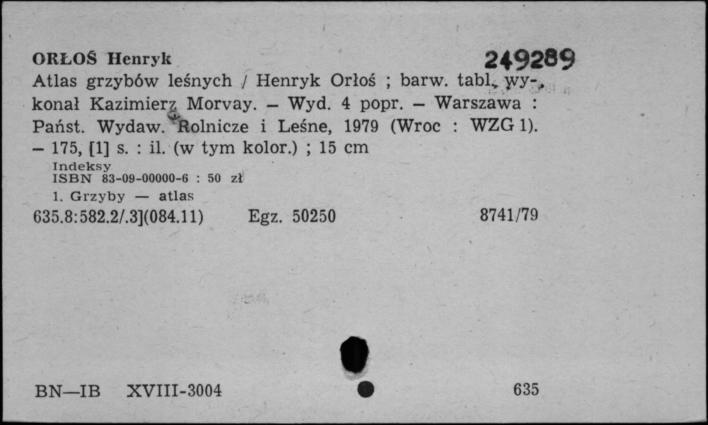 ORŁOŚ Henryk 249289
Atlas grzybów leśnych / Henryk Orłoś ; barw. tabl. wy-
konał Kazimierz Morvay. — Wyd. 4 popr. — Warszawa :
Państ. Wydaw. Rolnicze i Leśne, 1979 (Wroc : WZG 1).
— 175, [1] s. : il. (w tym kolor.) ; 15 cm
Indeksy
ISBN 83-09-00000-6 : 50 zł
1. Grzyby — atlas
635.8:582.2/.3](084.11) Egz. 50250 8741/79
BN—IB XVIII-3004 635